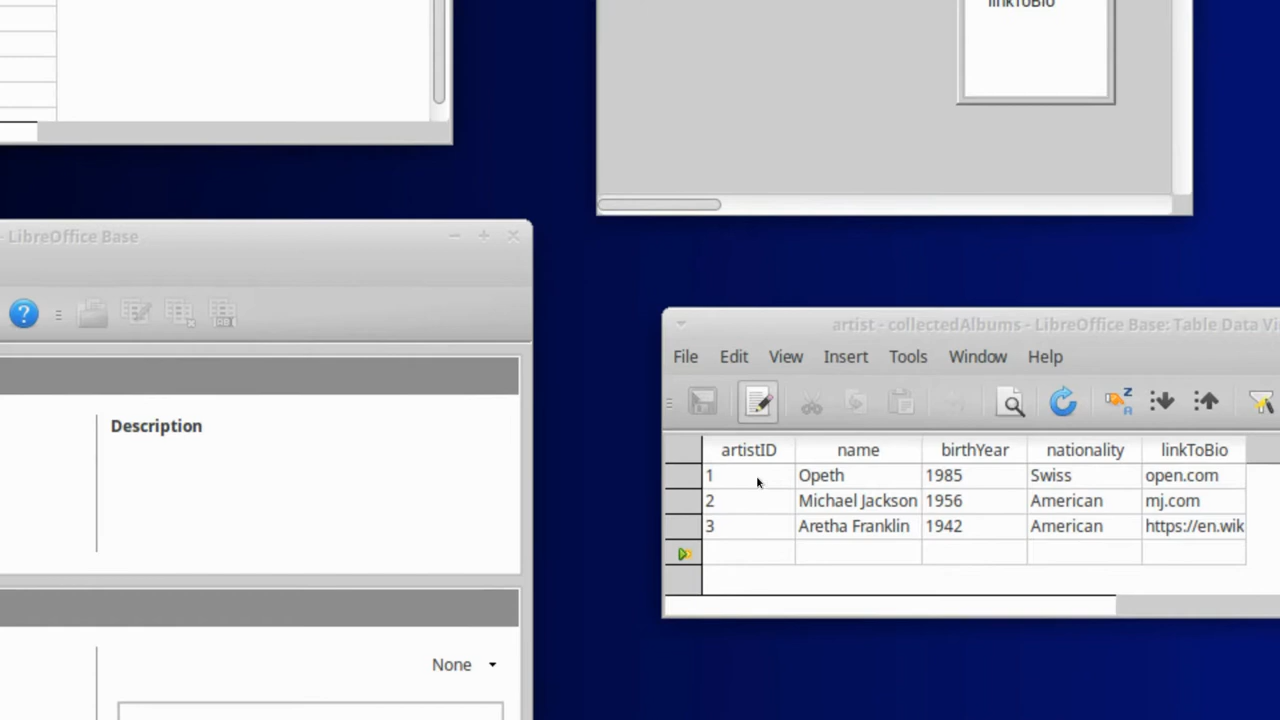 linkToBio
- LibreOffice Base
Description
None
artist - collectedAlbums - LibreOffice Base: Table Data Vi
File Edit View Insert Tools Window Help
artistID name birthYear nationality linkToBio
1 Opeth 1985 Swiss open.com
2 Michael Jackson 1956 American mj.com
3 Aretha Franklin 1942 American https://en.wik